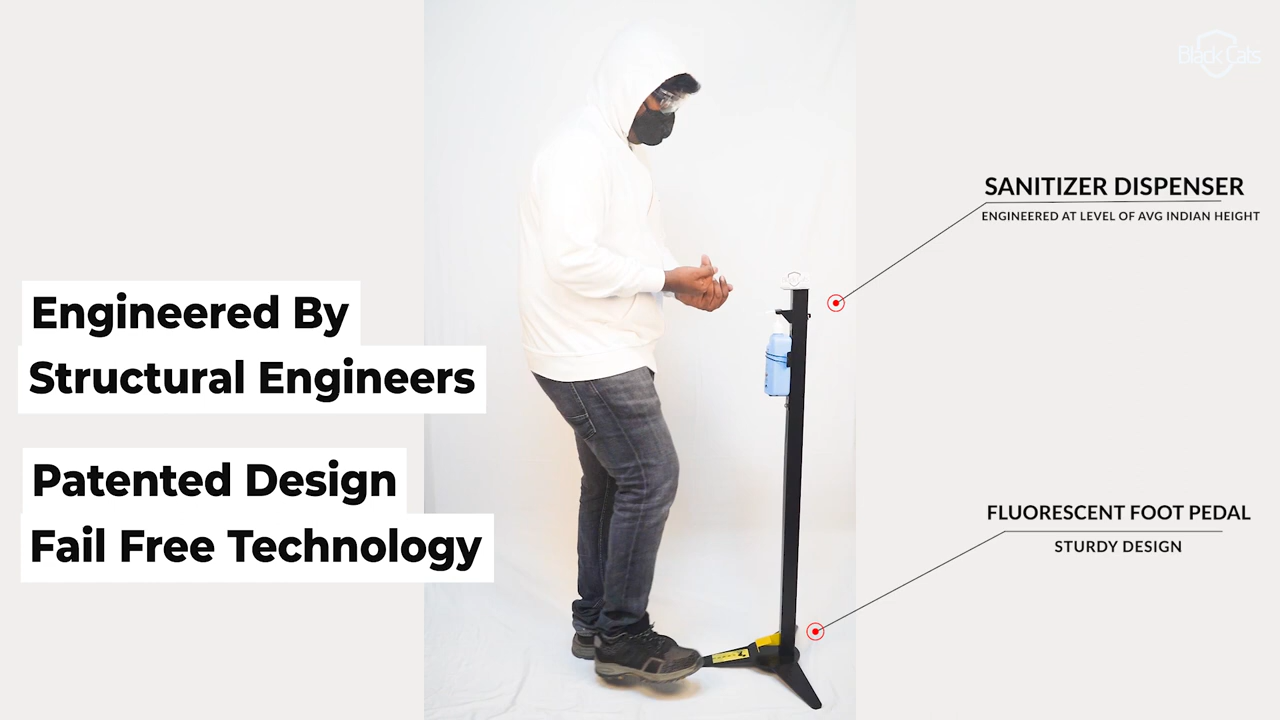 Black Cats
SANITIZER DISPENSER
ENGINEERED AT LEVEL OF AVG INDIAN HEIGHT
Engineered By
Structural Engineers
Patented Design
Fail Free Technology
FLUORESCENT FOOT PEDAL
STURDY DESIGN